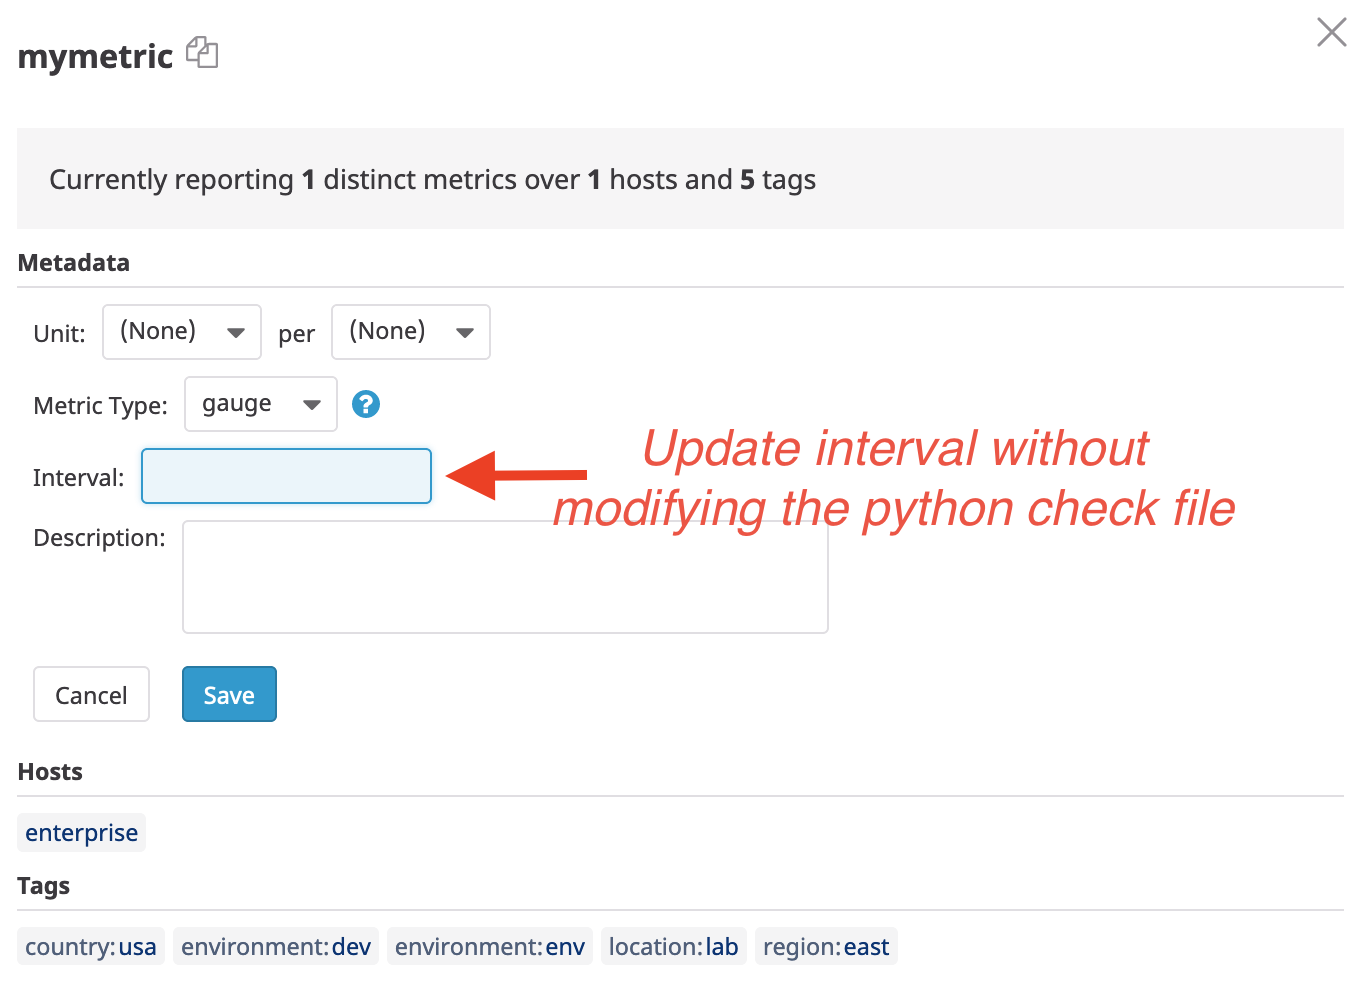 mymetric
Currently reporting 1 distinct metrics over 1 hosts and 5 tags
Metadata
Unit: (None) per (None)
Metric Type: gauge ?
Update interval without
Interval:
modifying the python check file
Description:
Cancel Save
Hosts
enterprise
Tags
country:usa environment:dev environment:env location:lab region:east